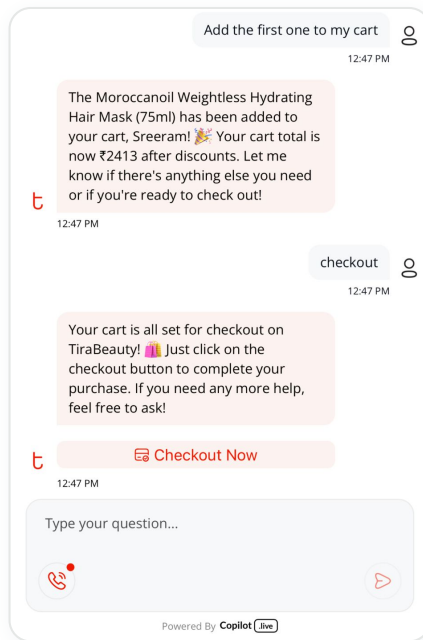 Add the first one to my cart
12:47 PM
The Moroccanoil Weightless Hydrating
Hair Mask (75ml) has been added to
your cart, Sreeram! 🎉 Your cart total is
now ₹2413 after discounts. Let me
know if there's anything else you need
or if you're ready to check out!
12:47 PM
checkout
12:47 PM
Your cart is all set for checkout on
TiraBeauty! 🛍️ Just click on the
checkout button to complete your
purchase. If you need any more help,
feel free to ask!
Checkout Now
12:47 PM
Type your question...
Powered By Copilot .live